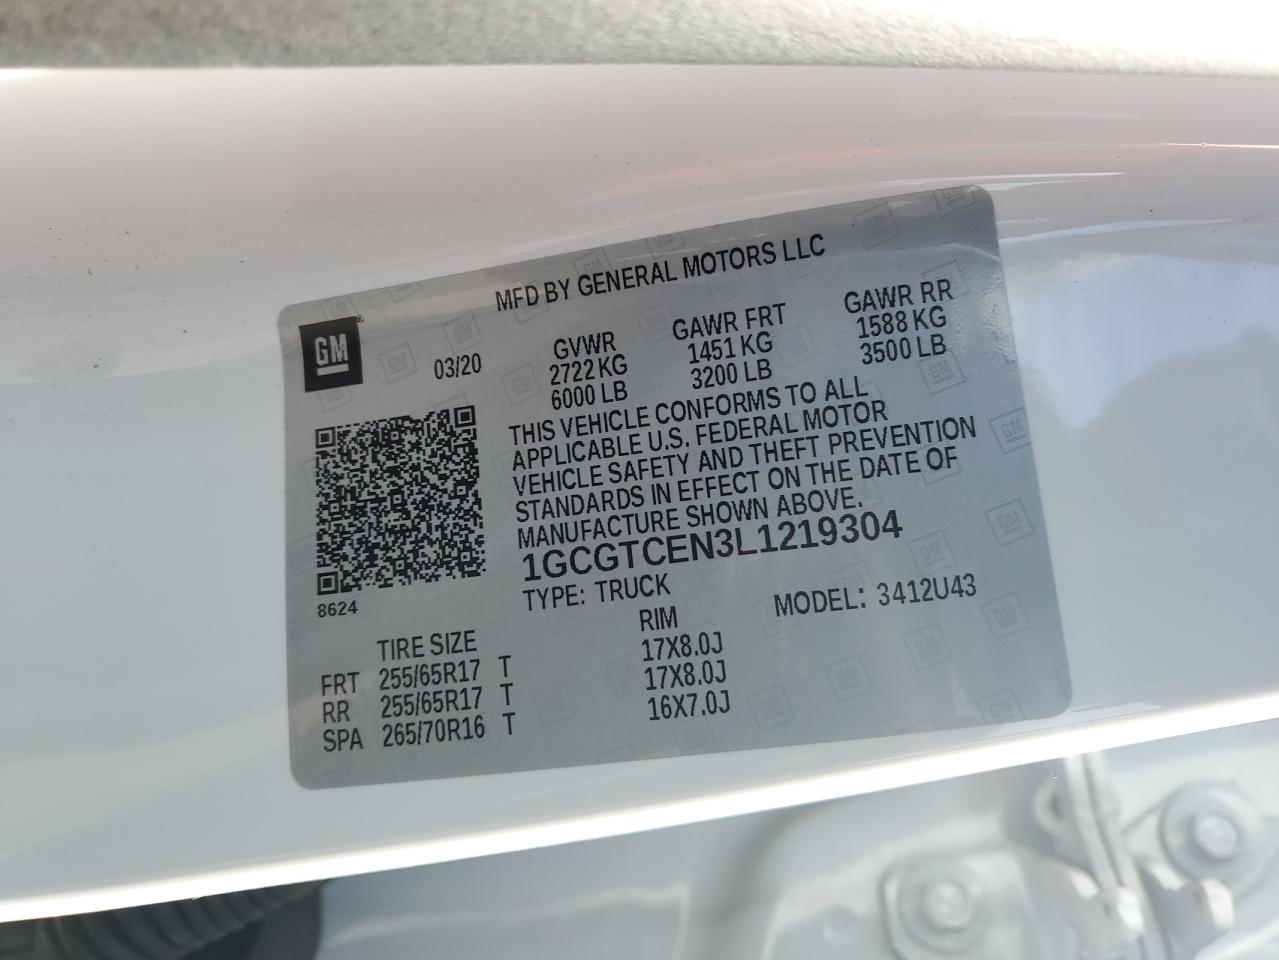 MFD BY GENERAL MOTORS LLC
GM
03/20
GVWR GAWR FRT GAWR RR
2722 KG 1451 KG 1588 KG
6000 LB 3200 LB 3500 LB
THIS VEHICLE CONFORMS TO ALL
APPLICABLE U.S. FEDERAL MOTOR
VEHICLE SAFETY AND THEFT PREVENTION
STANDARDS IN EFFECT ON THE DATE OF
MANUFACTURE SHOWN ABOVE.
1GCGTCEN3L1219304
8624
TYPE: TRUCK MODEL: 3412U43
TIRE SIZE RIM
FRT 255/65R17 T 17X8.0J
RR 255/65R17 T 17X8.0J
SPA 265/70R16 T 16X7.0J